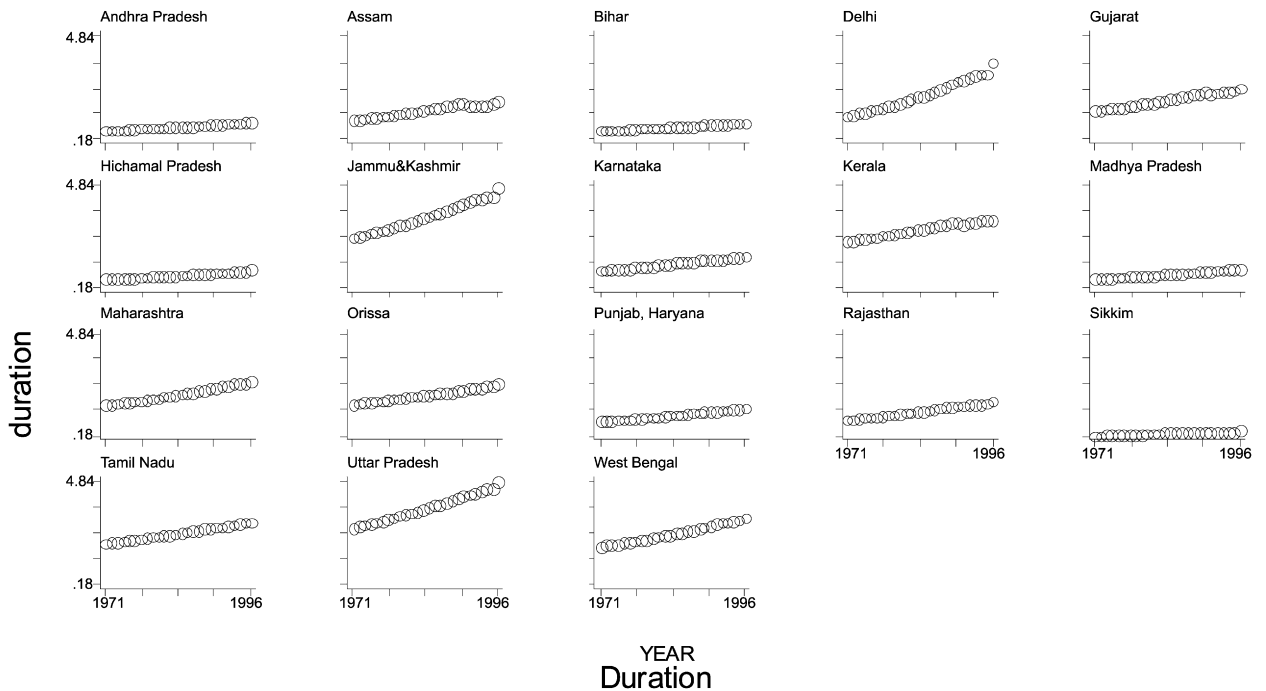 Andhra Pradesh Assam Bihar Delhi Gujarat
4.84
.18
Hichamal Pradesh Jammu&Kashmir Karnataka Kerala Madhya Pradesh
4.84
.18
Maharashtra Orissa Punjab, Haryana Rajasthan Sikkim
4.84
.18
1971 1996 1971 1996
Tamil Nadu Uttar Pradesh West Bengal
4.84
.18
1971 1996 1971 1996 1971 1996
duration
YEAR
Duration